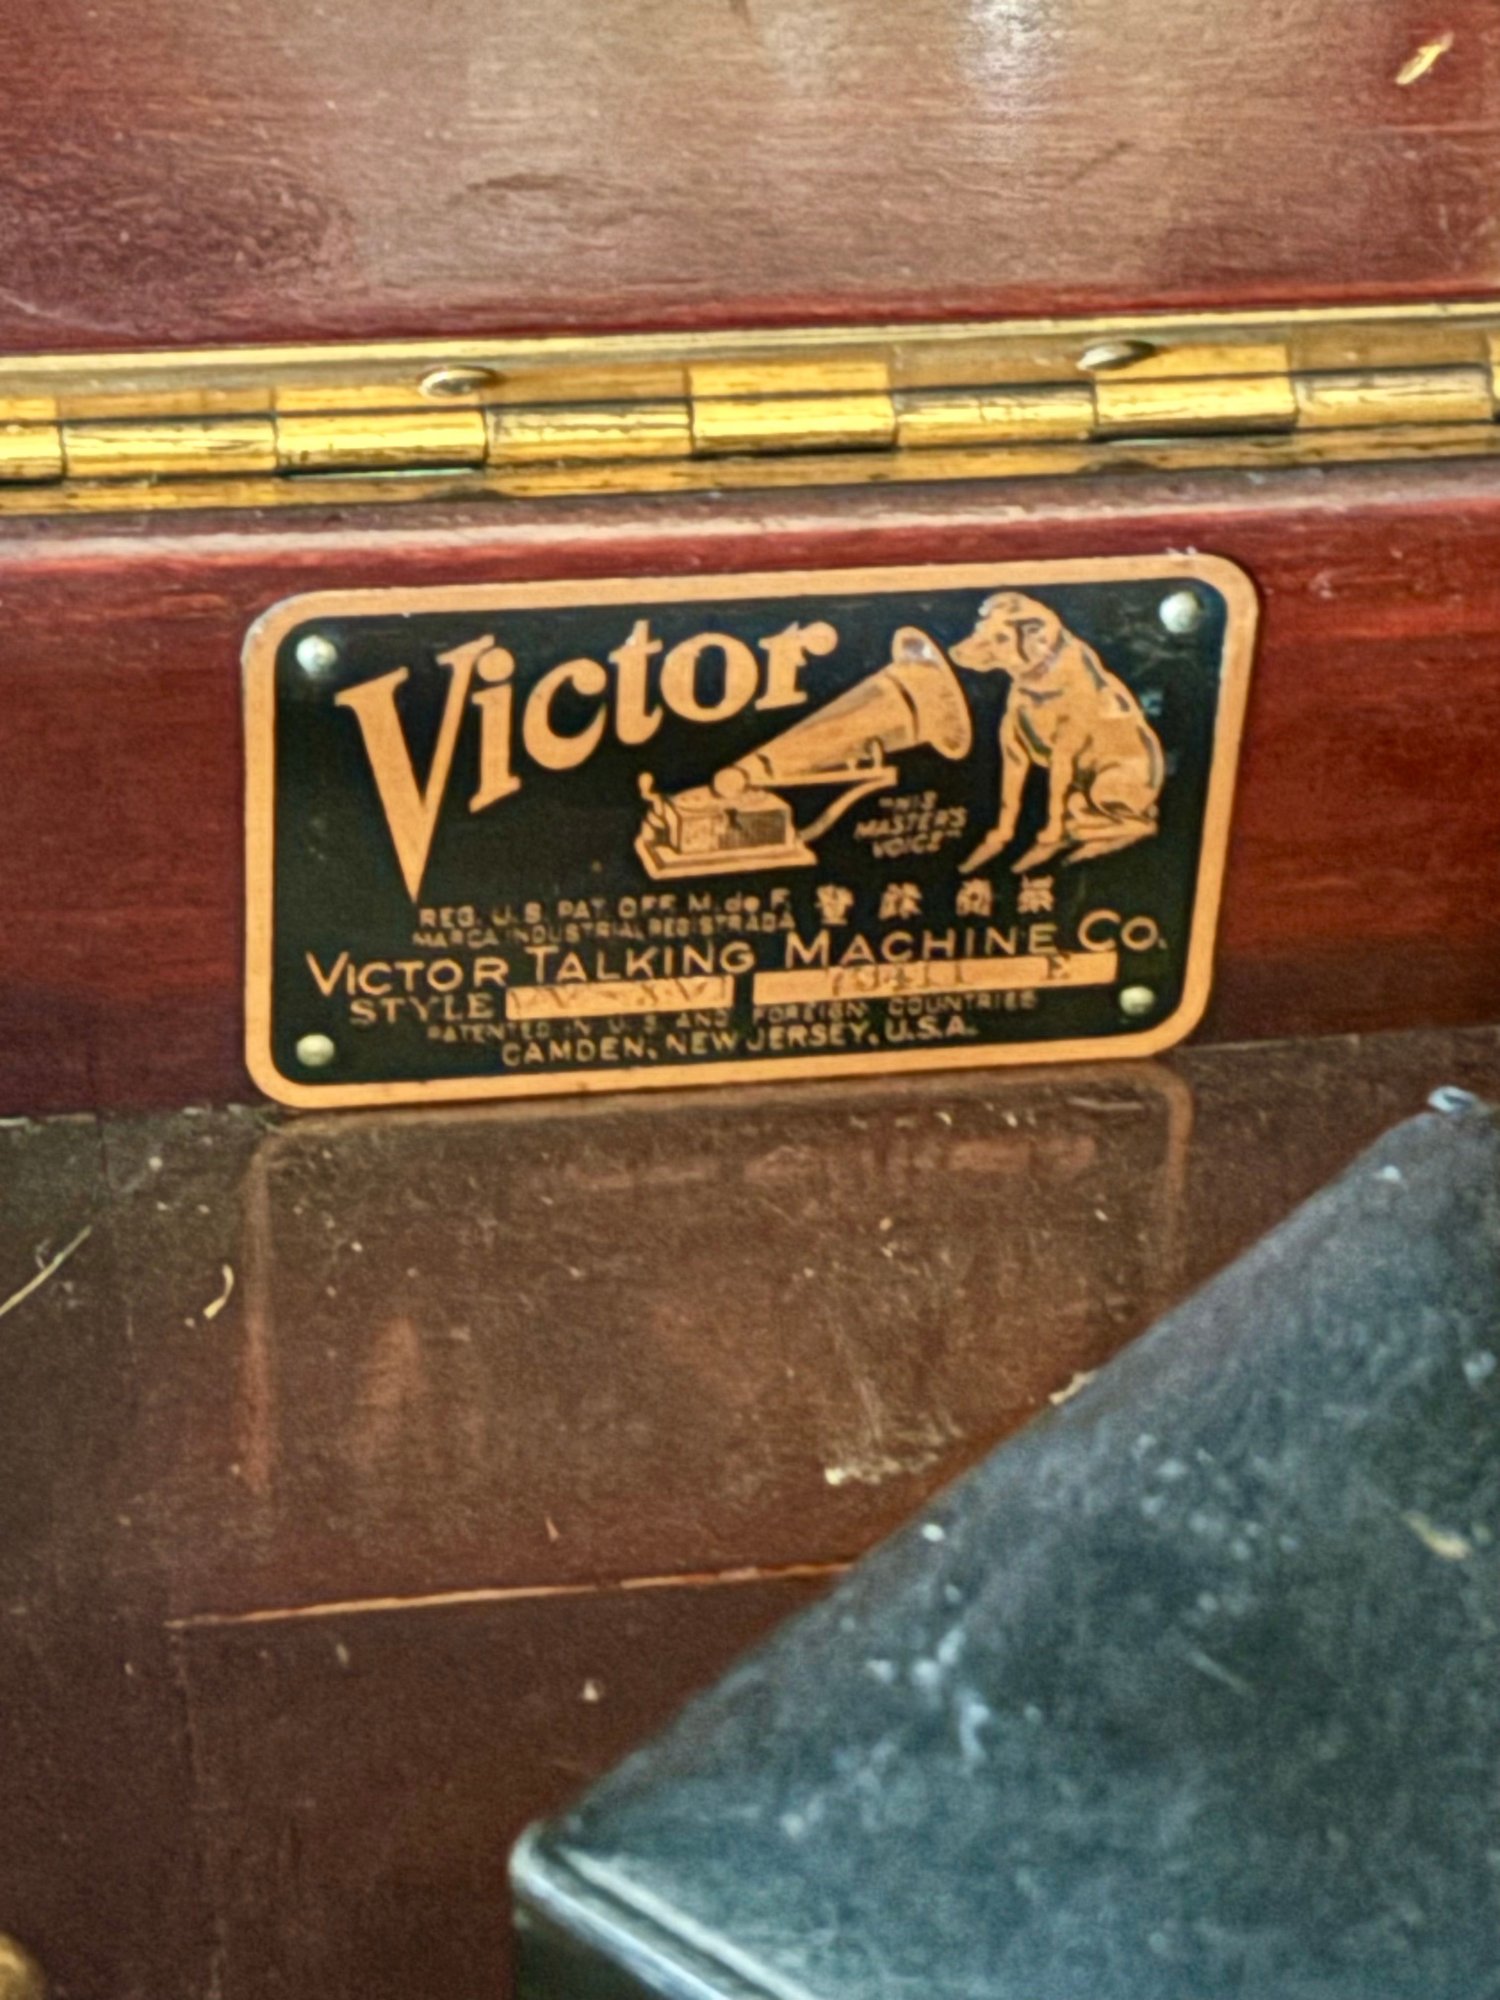 Victor
"HIS
MASTER'S
VOICE"
REG. U.S. PAT. OFF. M. de F. 登 錄 商 標
MARCA INDUSTRIAL REGISTRADA
VICTOR TALKING MACHINE CO.
STYLE E
PATENTED IN U.S. AND FOREIGN COUNTRIES
CAMDEN, NEW JERSEY, U.S.A.